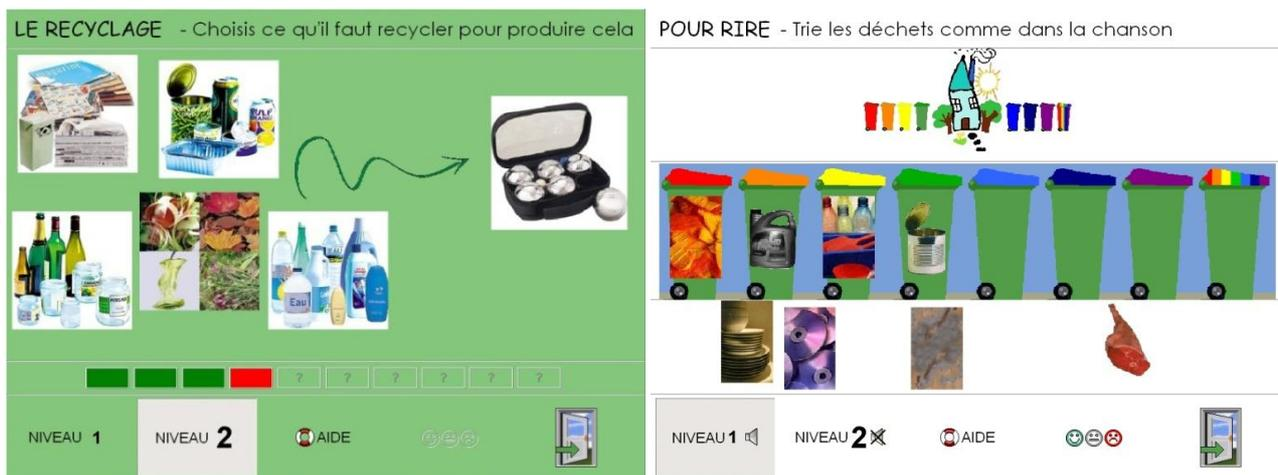 LE RECYCLAGE - Choisis ce qu'il faut recycler pour produire cela
Eau
? ? ? ? ? ?
NIVEAU 1 NIVEAU 2 AIDE
POUR RIRE - Trie les déchets comme dans la chanson
NIVEAU 1 NIVEAU 2 AIDE